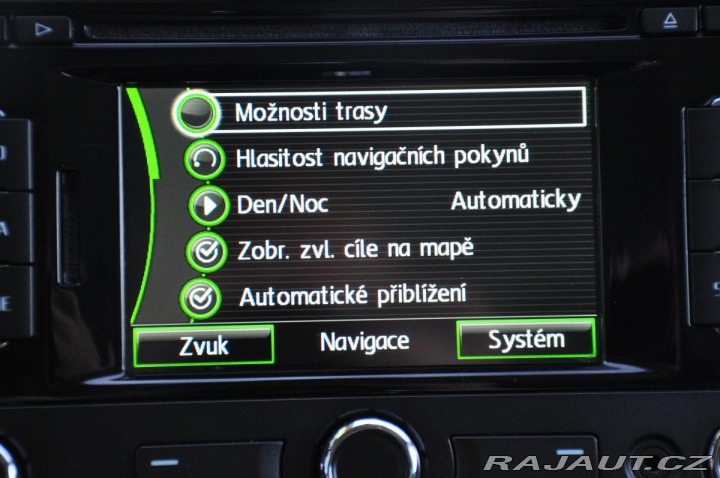 Možnosti trasy
Hlasitost navigačních pokynů
Den/Noc Automaticky
Zobr. zvl. cíle na mapě
Automatické přiblížení
Zvuk Navigace Systém
A
E
RAJAUT.CZ